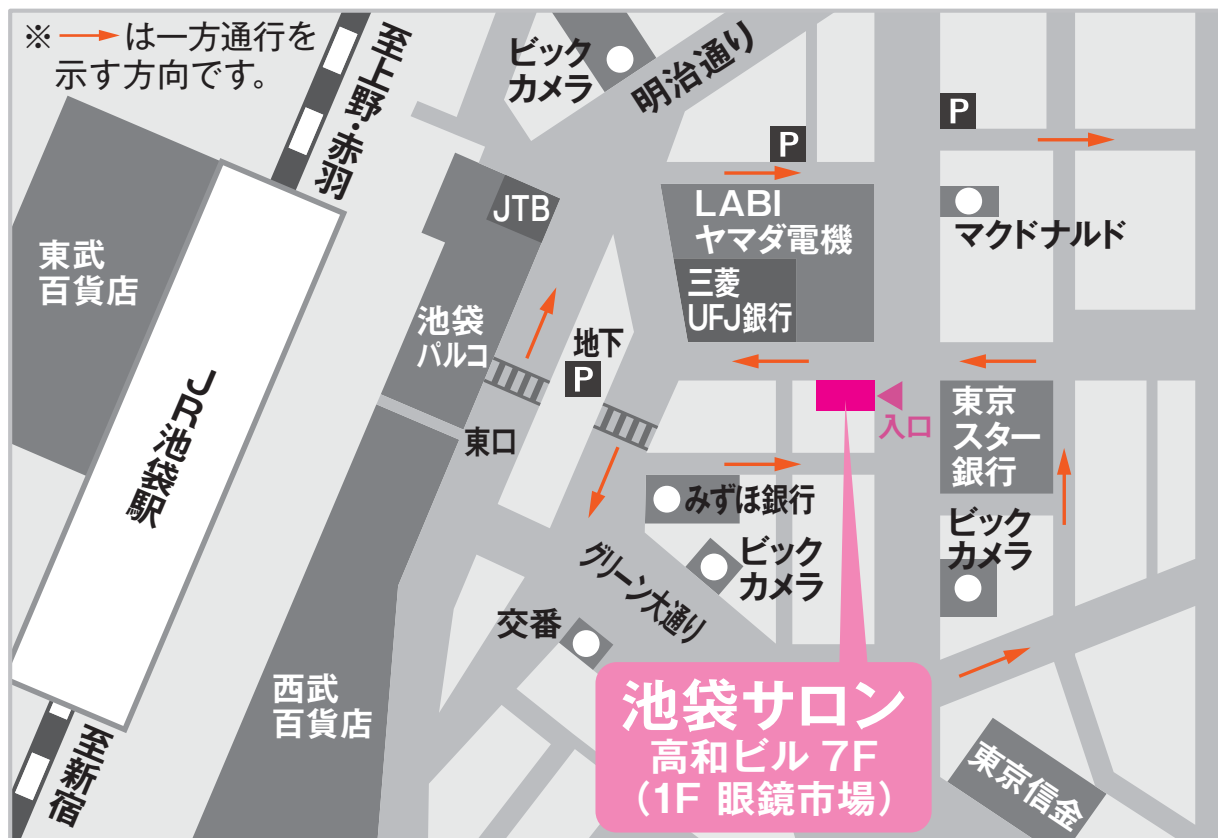 ※ → は一方通行を
示す方向です。
至上野・赤羽
ビック
カメラ
明治通り
P
P
JTB
LABI
ヤマダ電機
マクドナルド
東武
百貨店
三菱
UFJ銀行
池袋
パルコ
地下
P
JR池袋駅
東口
入口
東京
スター
銀行
みずほ銀行
ビック
カメラ
ビック
カメラ
グリーン大通り
交番
西武
百貨店
池袋サロン
高和ビル 7F
（1F 眼鏡市場）
至新宿
東京信金